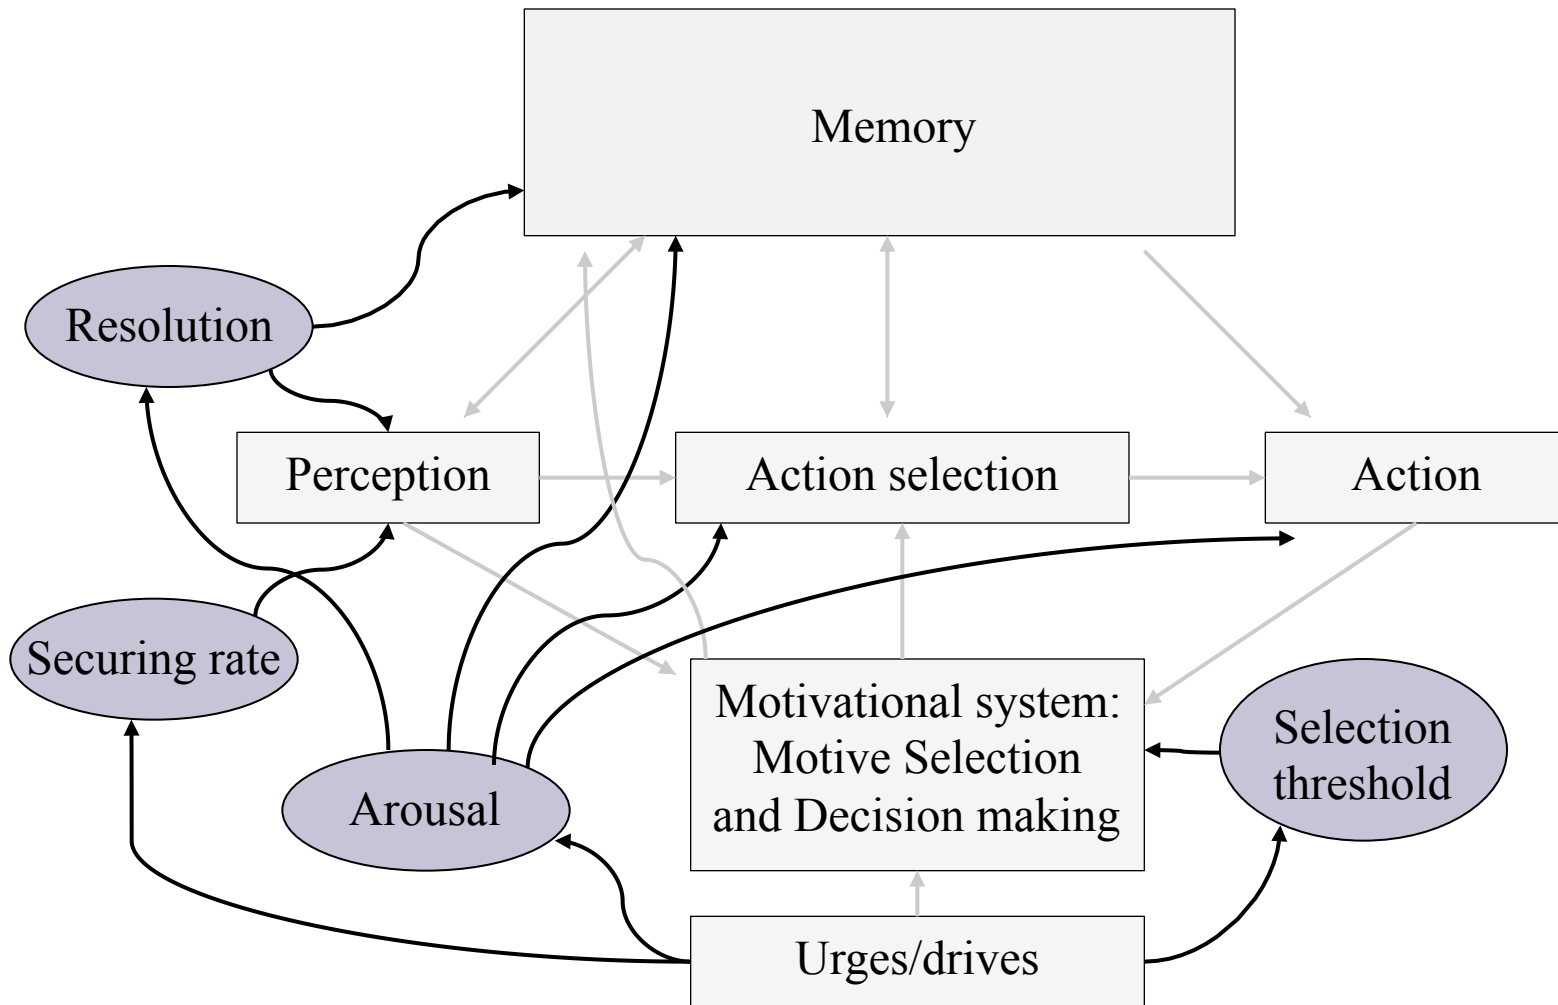 Memory
Resolution
Perception
Action selection
Action
Securing rate
Arousal
Motivational system:
Motive Selection
and Decision making
Selection
threshold
Urges/drives